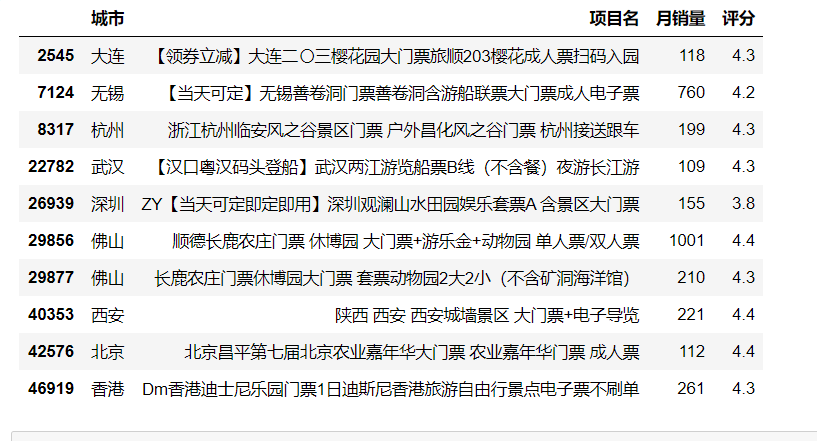 城市 项目名 月销量 评分
2545 大连 【领券立减】大连二〇三樱花园大门票旅顺203樱花成人票扫码入园 118 4.3
7124 无锡 【当天可定】无锡善卷洞门票善卷洞含游船联票大门票成人电子票 760 4.2
8317 杭州 浙江杭州临安风之谷景区门票 户外昌化风之谷门票 杭州接送跟车 199 4.3
22782 武汉 【汉口粤汉码头登船】武汉两江游览船票B线（不含餐）夜游长江游 109 4.3
26939 深圳 ZY【当天可定即定即用】深圳观澜山水田园娱乐套票A 含景区大门票 155 3.8
29856 佛山 顺德长鹿农庄门票 休博园 大门票+游乐金+动物园 单人票/双人票 1001 4.4
29877 佛山 长鹿农庄门票休博园大门票 套票动物园2大2小（不含矿洞海洋馆） 210 4.3
40353 西安 陕西 西安 西安城墙景区 大门票+电子导览 221 4.4
42576 北京 北京昌平第七届北京农业嘉年华大门票 农业嘉年华门票 成人票 112 4.4
46919 香港 Dm香港迪士尼乐园门票1日迪斯尼香港旅游自由行景点电子票不刷单 261 4.3